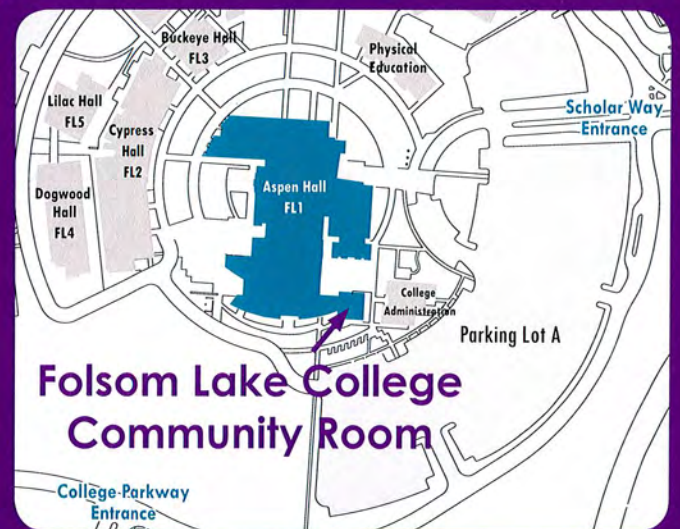 Buckeye Hall
FL3
Physical
Education
Lilac Hall
FL5
Scholar Way
Entrance
Cypress
Hall
FL2
Aspen Hall
FL1
Dogwood
Hall
FL4
College
Administration
Parking Lot A
Folsom Lake College
Community Room
College Parkway
Entrance